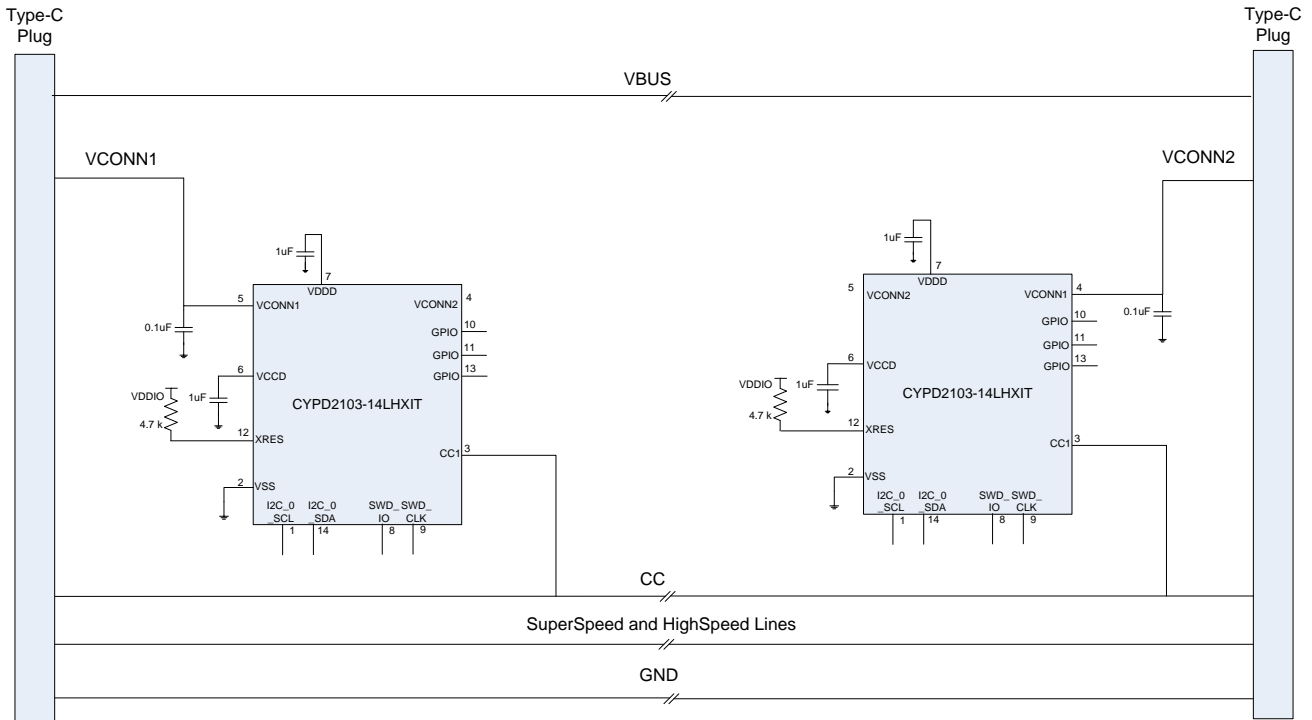 Type-C
Plug
Type-C
Plug
VBUS
VCONN1
VCONN2
1uF
7
VDDD
5
VCONN1
VCONN2
4
0.1uF
GPIO
10
GPIO
11
GPIO
13
6
VCCD
VDDIO
1uF
4.7 k
CYPD2103-14LHXIT
12
XRES
CC1
3
2
VSS
I2C_0
_SCL
I2C_0
_SDA
SWD_
IO
SWD_
CLK
1
14
8
9
1uF
7
VDDD
5
VCONN2
VCONN1
4
0.1uF
GPIO
10
GPIO
11
GPIO
13
6
VCCD
VDDIO
1uF
4.7 k
CYPD2103-14LHXIT
12
XRES
CC1
3
2
VSS
I2C_0
_SCL
I2C_0
_SDA
SWD_
IO
SWD_
CLK
1
14
8
9
CC
SuperSpeed and HighSpeed Lines
GND